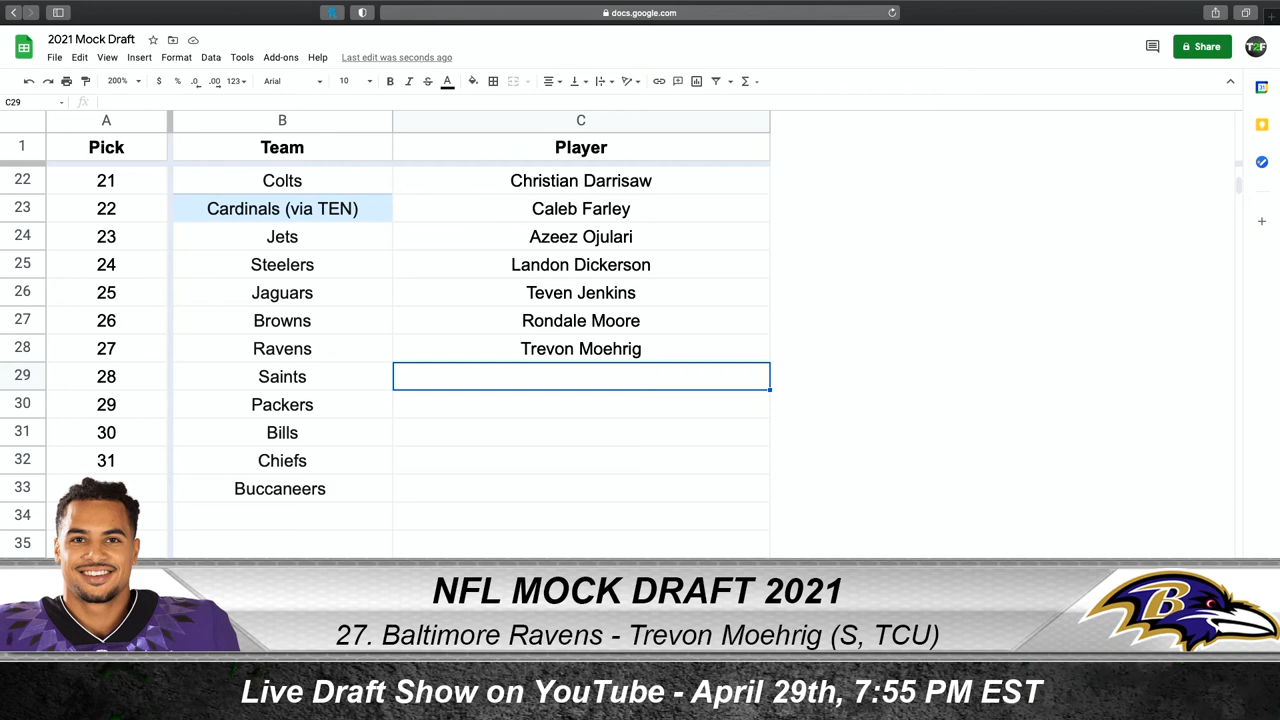 docs.google.com
2021 Mock Draft
File Edit View Insert Format Data Tools Add-ons Help Last edit was seconds ago
Share
T2F
200% $ % .0 .00 123 Arial 10 B I S A
C29 fx
A B C
1 Pick Team Player
22 21 Colts Christian Darrisaw
23 22 Cardinals (via TEN) Caleb Farley
24 23 Jets Azeez Ojulari
25 24 Steelers Landon Dickerson
26 25 Jaguars Teven Jenkins
27 26 Browns Rondale Moore
28 27 Ravens Trevon Moehrig
29 28 Saints
30 29 Packers
31 30 Bills
32 31 Chiefs
33 Buccaneers
34
35
NFL MOCK DRAFT 2021
27. Baltimore Ravens - Trevon Moehrig (S, TCU)
B
Live Draft Show on YouTube - April 29th, 7:55 PM EST